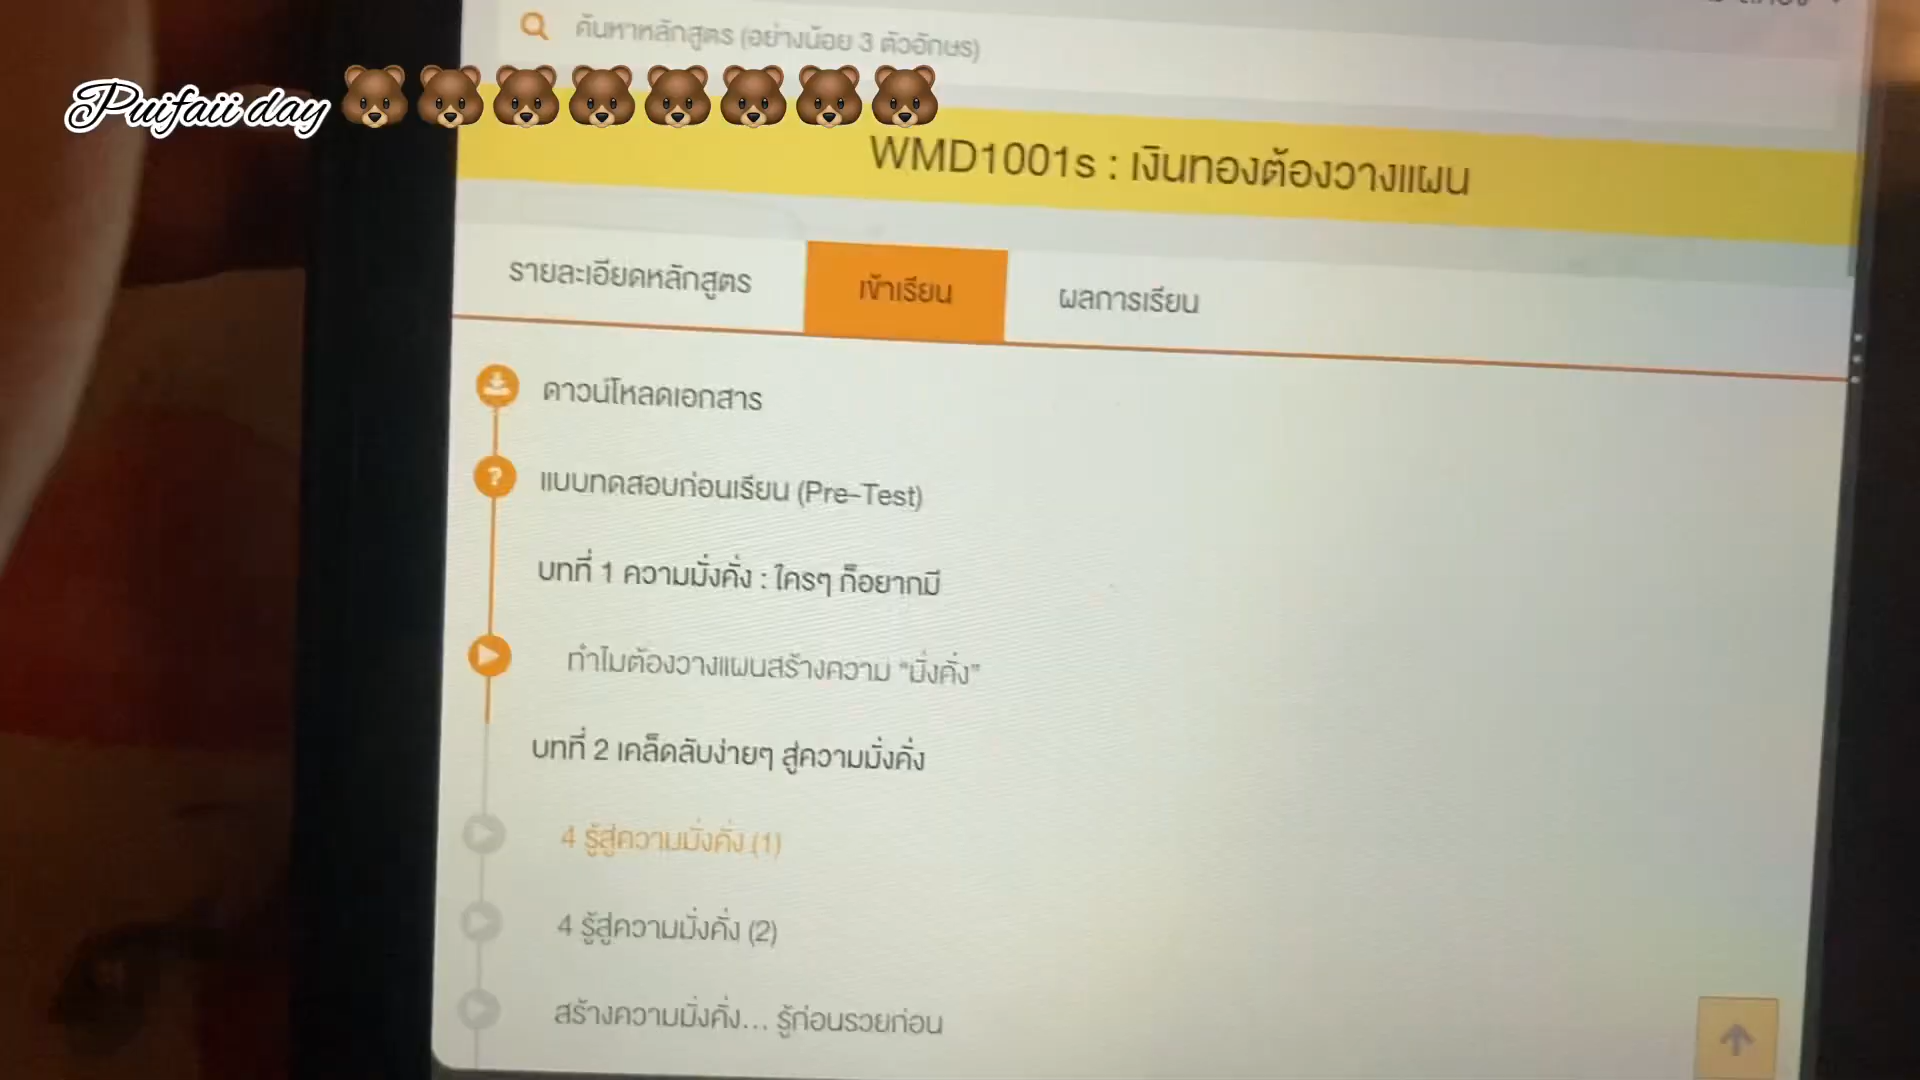 ค้นหาหลักสูตร (อย่างน้อย 3 ตัวอักษร)
Puifaii day 🐻🐻🐻🐻🐻🐻🐻🐻
WMD1001s : เงินทองต้องวางแผน
รายละเอียดหลักสูตร เข้าเรียน ผลการเรียน
ดาวน์โหลดเอกสาร
แบบทดสอบก่อนเรียน (Pre-Test)
บทที่ 1 ความมั่งคั่ง : ใครๆ ก็อยากมี
ทำไมต้องวางแผนสร้างความ "มั่งคั่ง"
บทที่ 2 เคล็ดลับง่ายๆ สู่ความมั่งคั่ง
4 รู้สู่ความมั่งคั่ง (1)
4 รู้สู่ความมั่งคั่ง (2)
สร้างความมั่งคั่ง... รู้ก่อนรวยก่อน